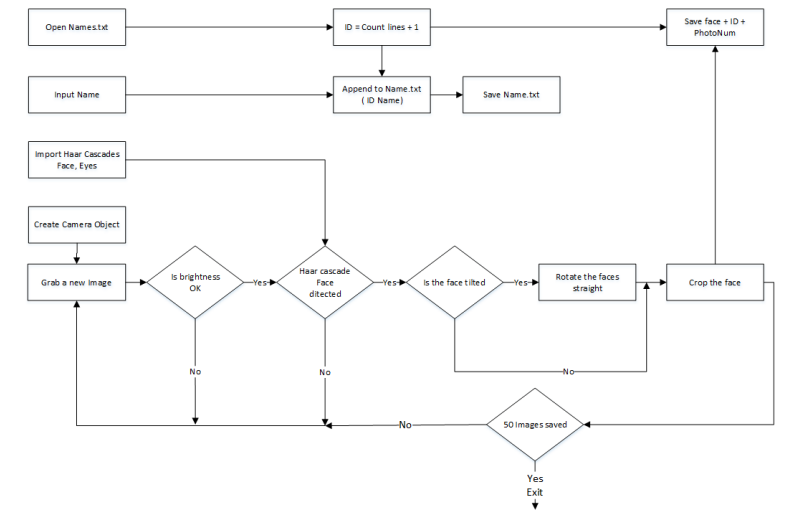 Open Names.txt
ID = Count lines + 1
Save face + ID +
PhotoNum
Input Name
Append to Name.txt
( ID Name)
Save Name.txt
Import Haar Cascades
Face, Eyes
Create Camera Object
Grab a new Image
Is brightness
OK
Yes
Haar cascade
Face
ditected
Yes
Is the face tilted
Yes
Rotate the faces
straight
Crop the face
No
No
No
No
50 Images saved
Yes
Exit